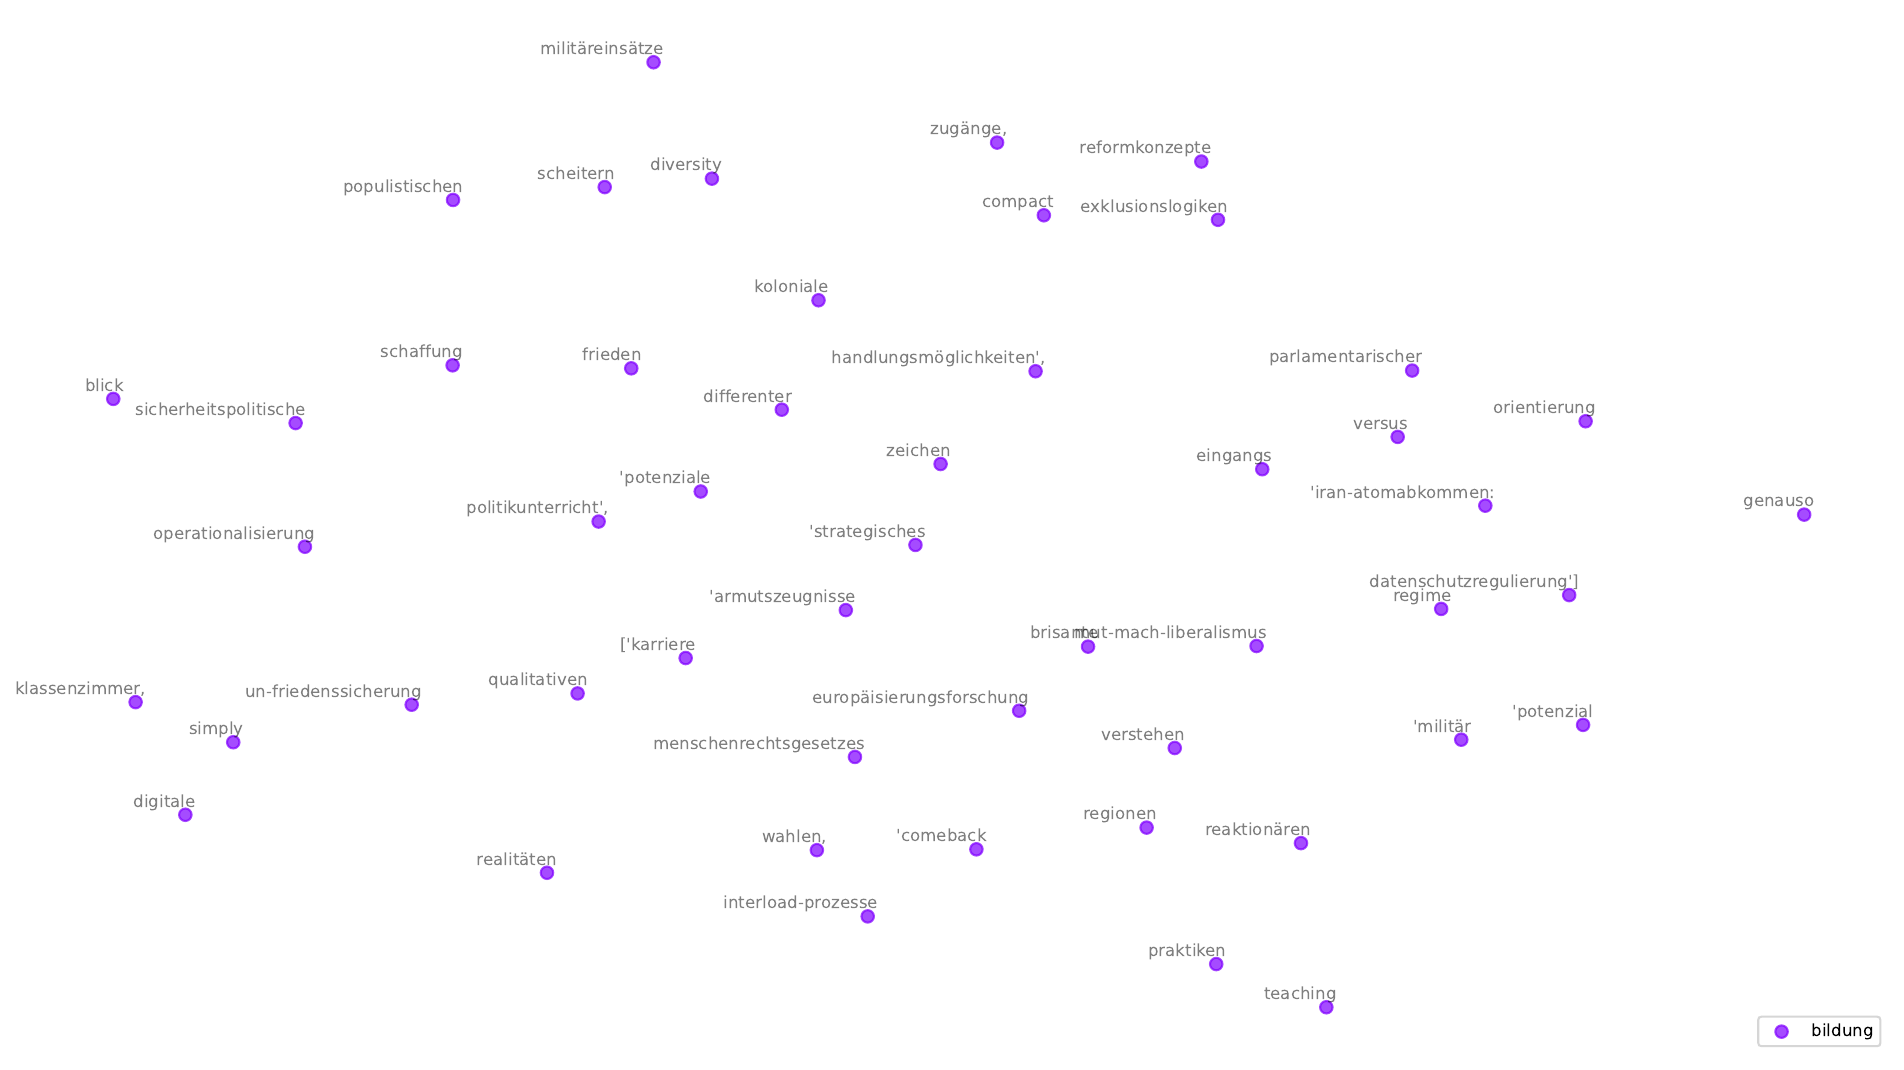 militäreinsätze
zugänge,
reformkonzepte
diversity
scheitern
populistischen
compact
exklusionslogiken
koloniale
schaffung
frieden
handlungsmöglichkeiten',
parlamentarischer
blick
sicherheitspolitische
differenter
orientierung
versus
zeichen
eingangs
'potenziale
'iran-atomabkommen:
genauso
politikunterricht',
operationalisierung
'strategisches
datenschutzregulierung']
regime
'armutszeugnisse
brisante
mut-mach-liberalismus
['karriere
qualitativen
klassenzimmer,
un-friedenssicherung
europäisierungsforschung
'potenzial
simply
'militär
verstehen
menschenrechtsgesetzes
digitale
regionen
reaktionären
wahlen,
'comeback
realitäten
interload-prozesse
praktiken
teaching
bildung